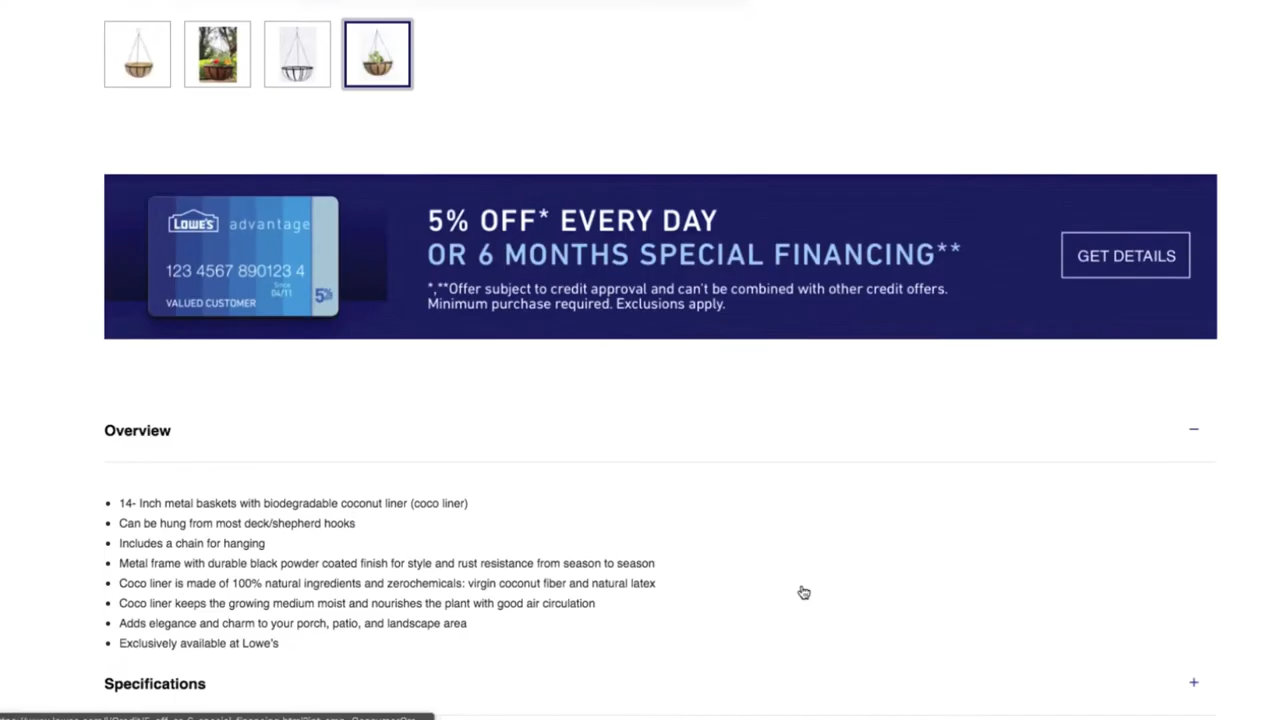 LOWE'S advantage
123 4567 890123 4
Since
04/11
VALUED CUSTOMER
5%
5% OFF* EVERY DAY
OR 6 MONTHS SPECIAL FINANCING**
*,**Offer subject to credit approval and can't be combined with other credit offers.
Minimum purchase required. Exclusions apply.
GET DETAILS
Overview
−
• 14- Inch metal baskets with biodegradable coconut liner (coco liner)
• Can be hung from most deck/shepherd hooks
• Includes a chain for hanging
• Metal frame with durable black powder coated finish for style and rust resistance from season to season
• Coco liner is made of 100% natural ingredients and zerochemicals: virgin coconut fiber and natural latex
• Coco liner keeps the growing medium moist and nourishes the plant with good air circulation
• Adds elegance and charm to your porch, patio, and landscape area
• Exclusively available at Lowe's
Specifications
+